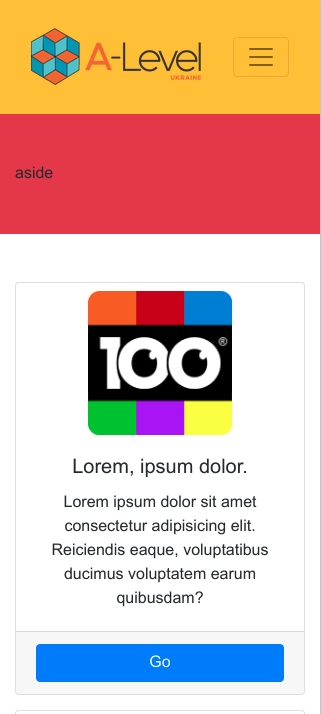 A-Level
UKRAINE
aside
100®
Lorem, ipsum dolor.
Lorem ipsum dolor sit amet
consectetur adipisicing elit.
Reiciendis eaque, voluptatibus
ducimus voluptatem earum
quibusdam?
Go